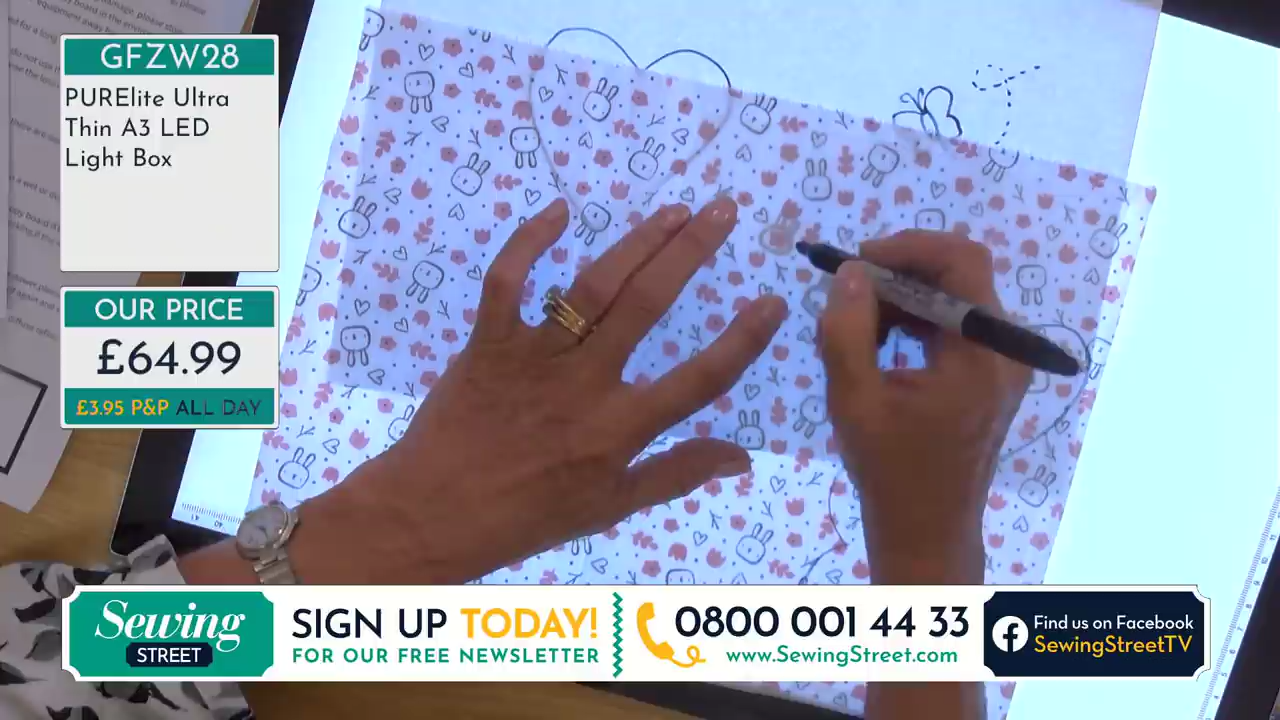 GFZW28
PURElite Ultra
Thin A3 LED
Light Box
OUR PRICE
£64.99
£3.95 P&P ALL DAY
Sewing
STREET
SIGN UP TODAY!
FOR OUR FREE NEWSLETTER
0800 001 44 33
www.SewingStreet.com
Find us on Facebook
SewingStreetTV